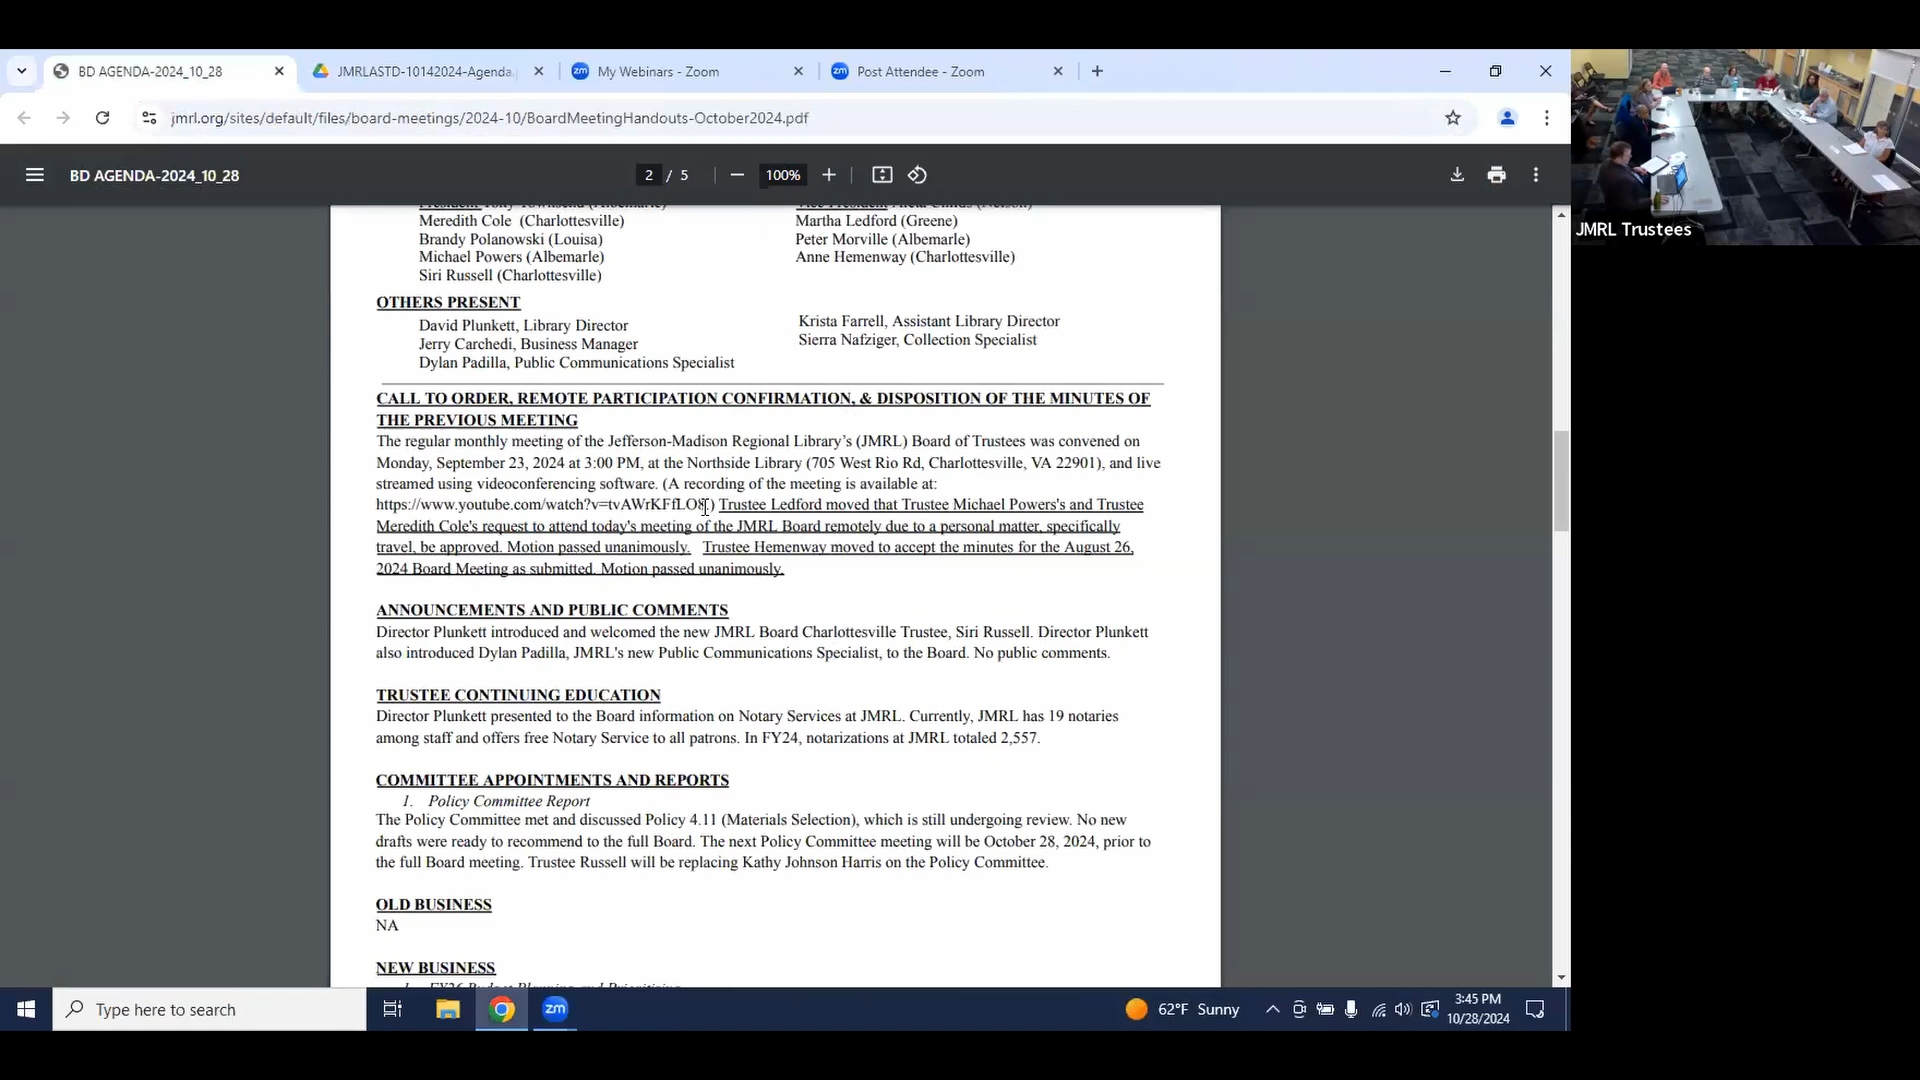 BD AGENDA-2024_10_28
JMRLASTD-10142024-Agenda.
My Webinars - Zoom
Post Attendee - Zoom
jmrl.org/sites/default/files/board-meetings/2024-10/BoardMeetingHandouts-October2024.pdf
BD AGENDA-2024_10_28
2 / 5
100%
Meredith Cole (Charlottesville)
Martha Ledford (Greene)
Brandy Polanowski (Louisa)
Peter Morville (Albemarle)
Michael Powers (Albemarle)
Anne Hemenway (Charlottesville)
Siri Russell (Charlottesville)
OTHERS PRESENT
David Plunkett, Library Director
Krista Farrell, Assistant Library Director
Jerry Carchedi, Business Manager
Sierra Nafziger, Collection Specialist
Dylan Padilla, Public Communications Specialist
CALL TO ORDER, REMOTE PARTICIPATION CONFIRMATION, & DISPOSITION OF THE MINUTES OF
THE PREVIOUS MEETING
The regular monthly meeting of the Jefferson-Madison Regional Library's (JMRL) Board of Trustees was convened on
Monday, September 23, 2024 at 3:00 PM, at the Northside Library (705 West Rio Rd, Charlottesville, VA 22901), and live
streamed using videoconferencing software. (A recording of the meeting is available at:
https://www.youtube.com/watch?v=tvAWrKFfLO8.) Trustee Ledford moved that Trustee Michael Powers's and Trustee
Meredith Cole's request to attend today's meeting of the JMRL Board remotely due to a personal matter, specifically
travel, be approved. Motion passed unanimously. Trustee Hemenway moved to accept the minutes for the August 26,
2024 Board Meeting as submitted. Motion passed unanimously.
ANNOUNCEMENTS AND PUBLIC COMMENTS
Director Plunkett introduced and welcomed the new JMRL Board Charlottesville Trustee, Siri Russell. Director Plunkett
also introduced Dylan Padilla, JMRL's new Public Communications Specialist, to the Board. No public comments.
TRUSTEE CONTINUING EDUCATION
Director Plunkett presented to the Board information on Notary Services at JMRL. Currently, JMRL has 19 notaries
among staff and offers free Notary Service to all patrons. In FY24, notarizations at JMRL totaled 2,557.
COMMITTEE APPOINTMENTS AND REPORTS
1. Policy Committee Report
The Policy Committee met and discussed Policy 4.11 (Materials Selection), which is still undergoing review. No new
drafts were ready to recommend to the full Board. The next Policy Committee meeting will be October 28, 2024, prior to
the full Board meeting. Trustee Russell will be replacing Kathy Johnson Harris on the Policy Committee.
OLD BUSINESS
NA
NEW BUSINESS
JMRL Trustees
Type here to search
zm
62°F Sunny
3:45 PM
10/28/2024